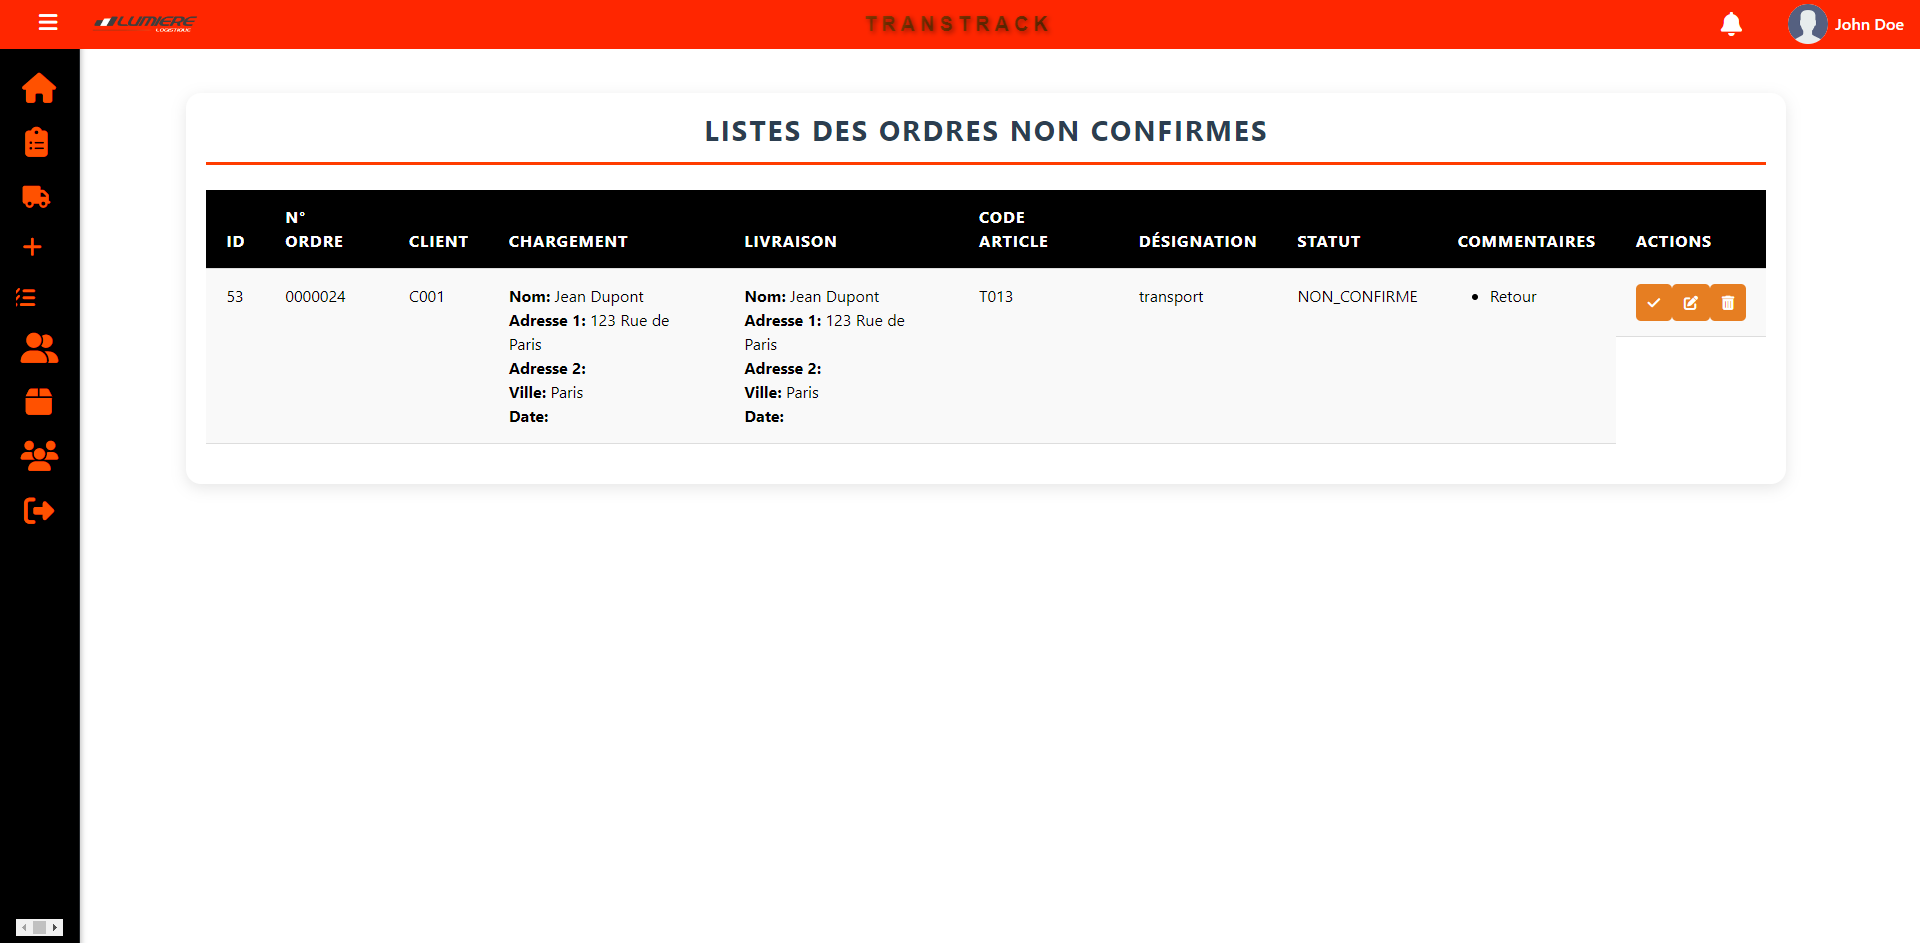 LUMIERE
LOGISTIQUE
TRANSTRACK
John Doe
LISTES DES ORDRES NON CONFIRMES
ID
N°
ORDRE
CLIENT
CHARGEMENT
LIVRAISON
CODE
ARTICLE
DÉSIGNATION
STATUT
COMMENTAIRES
ACTIONS
53
0000024
C001
Nom: Jean Dupont
Adresse 1: 123 Rue de
Paris
Adresse 2:
Ville: Paris
Date:
Nom: Jean Dupont
Adresse 1: 123 Rue de
Paris
Adresse 2:
Ville: Paris
Date:
T013
transport
NON_CONFIRME
• Retour